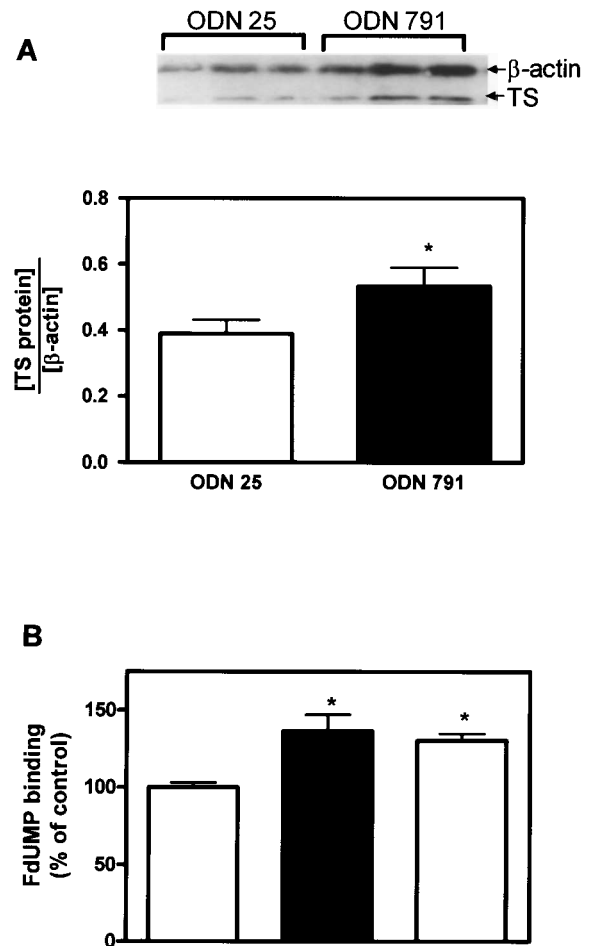 A
ODN 25 ODN 791
β-actin
TS
0.8
0.6
0.4
0.2
0.0
[TS protein]
[β-actin]
*
ODN 25 ODN 791
B
150
100
50
0
FdUMP binding
(% of control)
* *